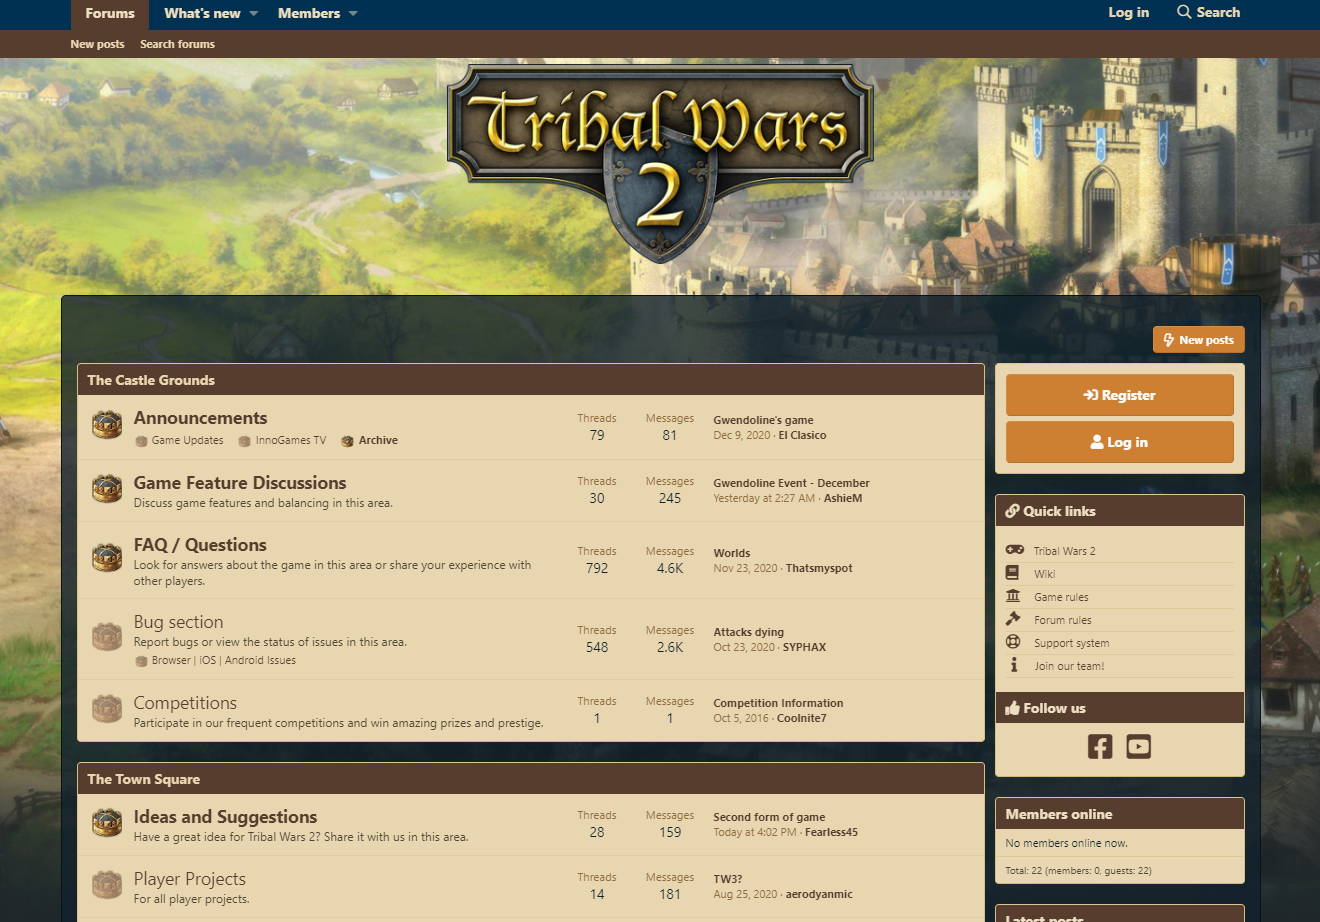 Forums What's new Members Log in Search
New posts Search forums
Tribal Wars
2
New posts
The Castle Grounds
Announcements
Game Updates InnoGames TV Archive
Threads Messages
79 81
Gwendoline's game
Dec 9, 2020 · El Clasico
Game Feature Discussions
Discuss game features and balancing in this area.
Threads Messages
30 245
Gwendoline Event - December
Yesterday at 2:27 AM · AshieM
FAQ / Questions
Look for answers about the game in this area or share your experience with
other players.
Threads Messages
792 4.6K
Worlds
Nov 23, 2020 · Thatsmyspot
Bug section
Report bugs or view the status of issues in this area.
Browser | iOS | Android Issues
Threads Messages
548 2.6K
Attacks dying
Oct 23, 2020 · SYPHAX
Competitions
Participate in our frequent competitions and win amazing prizes and prestige.
Threads Messages
1 1
Competition Information
Oct 5, 2016 · Coolnite7
The Town Square
Ideas and Suggestions
Have a great idea for Tribal Wars 2? Share it with us in this area.
Threads Messages
28 159
Second form of game
Today at 4:02 PM · Fearless45
Player Projects
For all player projects.
Threads Messages
14 181
TW3?
Aug 25, 2020 · aerodyanmic
Register
Log in
Quick links
Tribal Wars 2
Wiki
Game rules
Forum rules
Support system
Join our team!
Follow us
Members online
No members online now.
Total: 22 (members: 0, guests: 22)
Latest posts